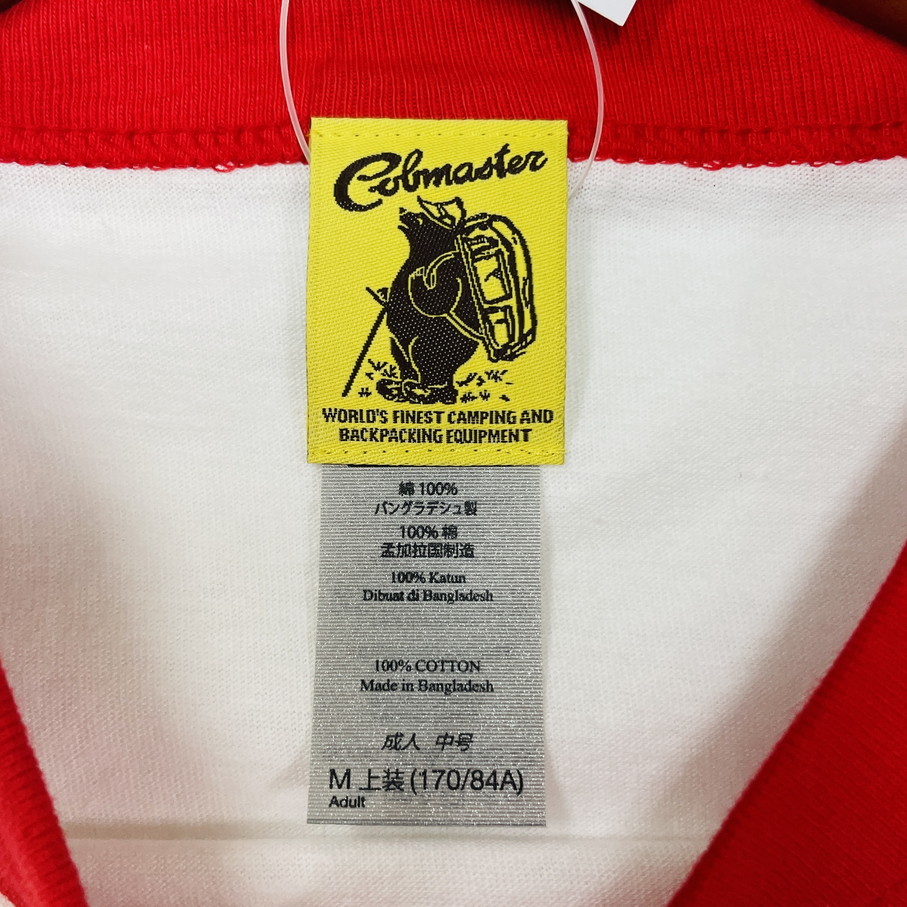 Colmaster
WORLD'S FINEST CAMPING AND
BACKPACKING EQUIPMENT
綿 100%
バングラデシュ製
100% 棉
孟加拉国制造
100% Katun
Dibuat di Bangladesh
100% COTTON
Made in Bangladesh
成人 中号
M 上装 (170/84A)
Adult